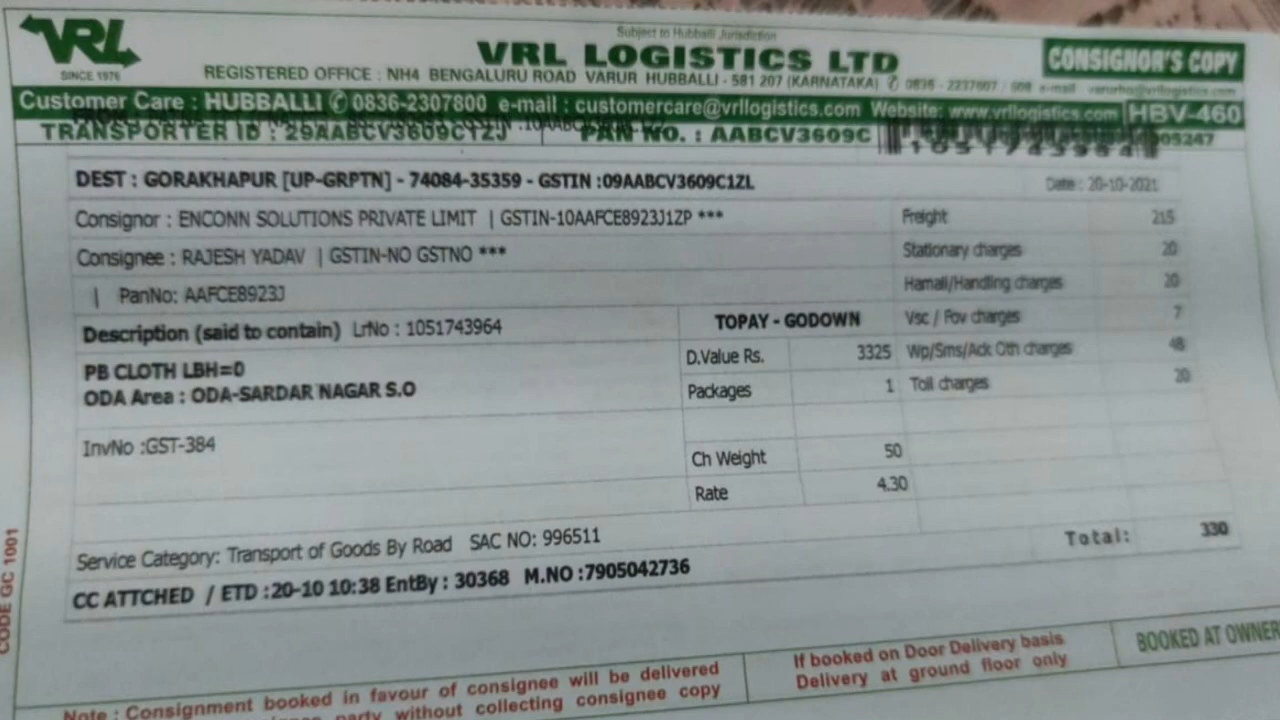 VRL
SINCE 1976
Subject to Hubballi Jurisdiction
VRL LOGISTICS LTD
CONSIGNOR'S COPY
REGISTERED OFFICE : NH4 BENGALURU ROAD VARUR HUBBALLI - 581 207 (KARNATAKA) ✆ 0836 - 2237607 / 608 e-mail
Customer Care : HUBBALLI ✆ 0836-2307800 e-mail : customercare@vrllogistics.com Website: www.vrllogistics.com HBV-460
TRANSPORTER ID : 29AABCV3609C1ZJ PAN NO. : AABCV3609C
DEST : GORAKHAPUR [UP-GRPTN] - 74084-35359 - GSTIN :09AABCV3609C1ZL Date : 20-10-2021
Consignor : ENCONN SOLUTIONS PRIVATE LIMIT | GSTIN-10AAFCE8923J1ZP *** Freight 215
Consignee : RAJESH YADAV | GSTIN-NO GSTNO *** Stationary charges 20
| PanNo: AAFCE8923J Hamali/Handling charges 20
Description (said to contain) LrNo : 1051743964 TOPAY - GODOWN Vsc / Fov charges 7
PB CLOTH LBH=0 D.Value Rs. 3325 Wp/Sms/Ack Oth charges 48
ODA Area : ODA-SARDAR NAGAR S.O Packages 1 Toll charges 20
InvNo :GST-384 Ch Weight 50
Rate 4.30
Service Category: Transport of Goods By Road SAC NO: 996511 Total: 330
CC ATTCHED / ETD :20-10 10:38 EntBy : 30368 M.NO :7905042736
CODE GC 1001
Note : Consignment booked in favour of consignee will be delivered
party without collecting consignee copy
If booked on Door Delivery basis
Delivery at ground floor only
BOOKED AT OWNER